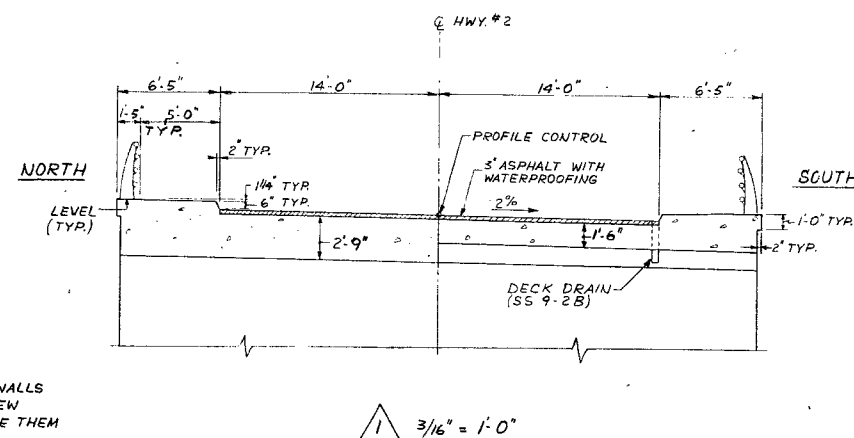 ℄ HWY. #2
6'-5"
14'-0"
14'-0"
6'-5"
1'-5"
5'-0"
TYP.
2" TYP.
PROFILE CONTROL
3" ASPHALT WITH
WATERPROOFING
NORTH
SOUTH
1 1/4" TYP.
6" TYP.
2%
LEVEL
(TYP.)
1'-0" TYP.
2'-9"
1'-6"
2" TYP.
DECK DRAIN
(SS 9-2B)
WALLS
EW
E THEM
1
3/16" = 1'-0"